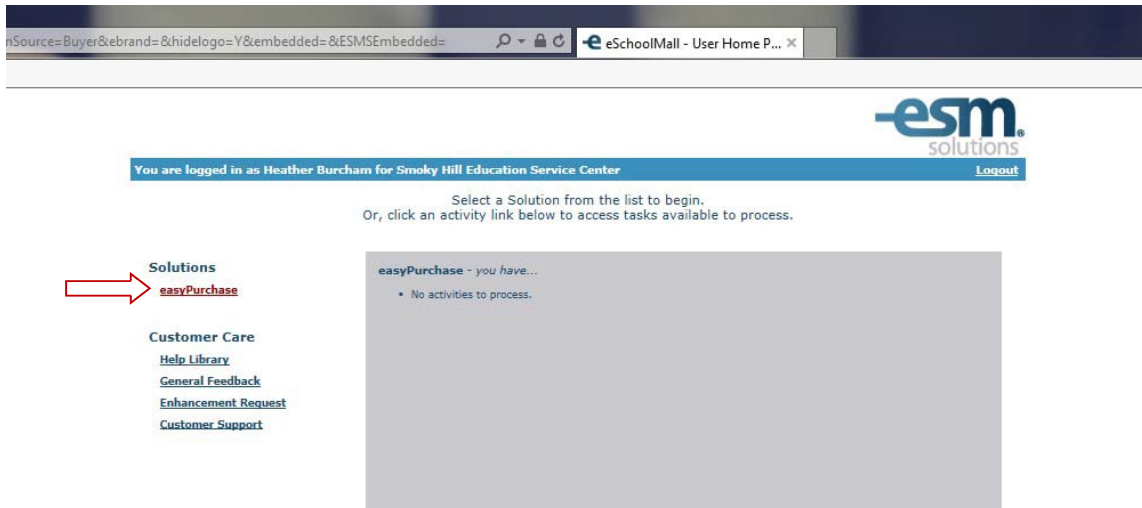 nSource=Buyer&ebrand=&hidelogo=Y&embedded=&ESMSEmbedded=
eSchoolMall - User Home P...
esm
solutions
You are logged in as Heather Burcham for Smoky Hill Education Service Center
Logout
Select a Solution from the list to begin.
Or, click an activity link below to access tasks available to process.
Solutions
easyPurchase
easyPurchase - you have...
• No activities to process.
Customer Care
Help Library
General Feedback
Enhancement Request
Customer Support